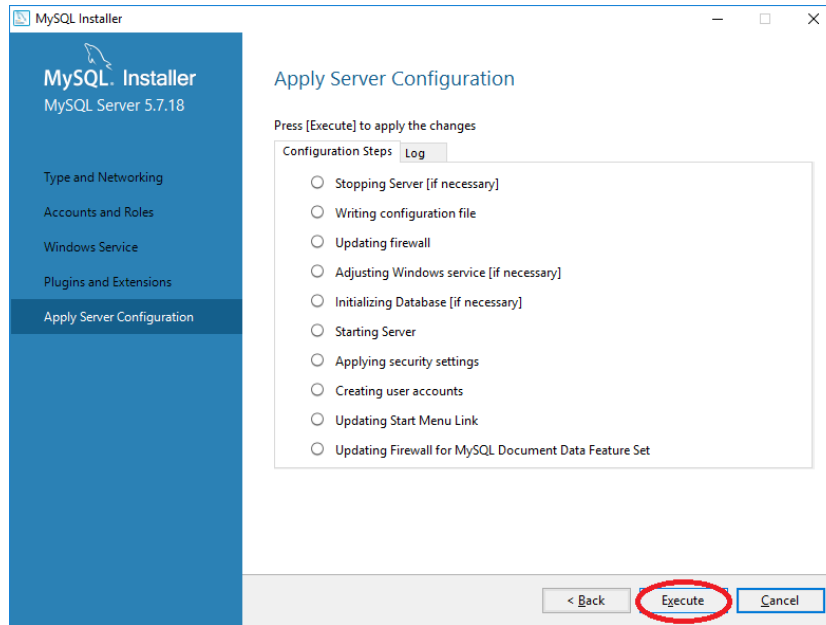 MySQL Installer
MySQL. Installer
MySQL Server 5.7.18
Type and Networking
Accounts and Roles
Windows Service
Plugins and Extensions
Apply Server Configuration
Apply Server Configuration
Press [Execute] to apply the changes
Configuration Steps Log
Stopping Server [if necessary]
Writing configuration file
Updating firewall
Adjusting Windows service [if necessary]
Initializing Database [if necessary]
Starting Server
Applying security settings
Creating user accounts
Updating Start Menu Link
Updating Firewall for MySQL Document Data Feature Set
< Back Execute Cancel